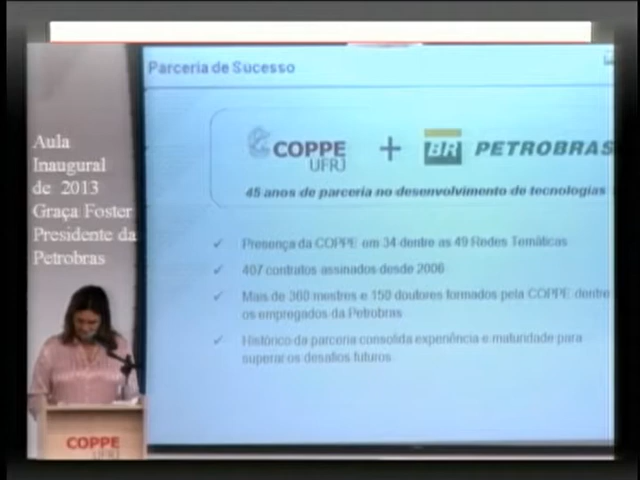 Parceria de Sucesso
Aula
Inaugural
de 2013
Graça Foster
Presidente da
Petrobras
COPPE
UFRJ
+
BR PETROBRAS
45 anos de parceria no desenvolvimento de tecnologias
✓ Presença da COPPE em 34 dentre as 49 Redes Temáticas
✓ 407 contratos assinados desde 2006
✓ Mais de 360 mestres e 150 doutores formados pela COPPE dentre
os empregados da Petrobras
✓ Histórico da parceria consolida experiência e maturidade para
superar os desafios futuros
COPPE
UFRJ